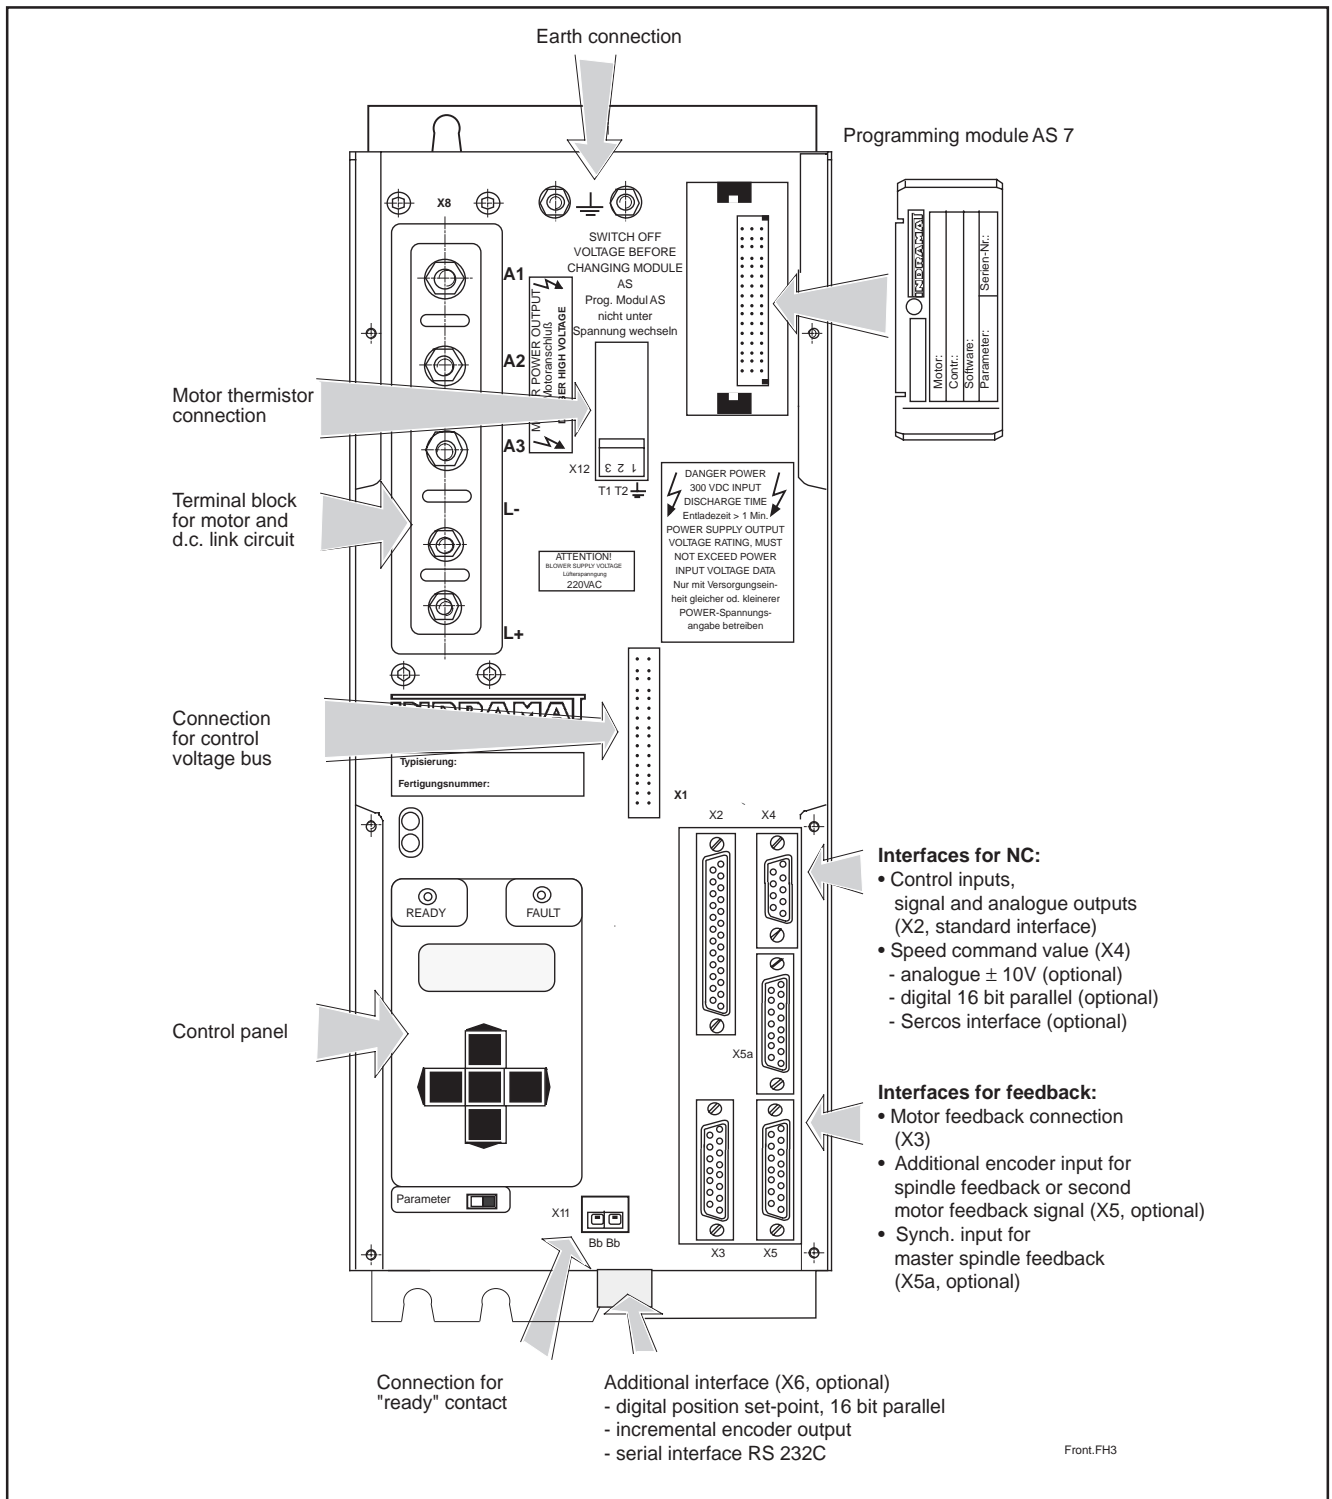 Earth connection
Programming module AS 7
X8
SWITCH OFF
VOLTAGE BEFORE
CHANGING MODULE
AS
Prog. Modul AS
nicht unter
Spannung wechseln
A1
A2
A3
L-
L+
POWER OUTPUT
Motoranschluß
HIGH VOLTAGE
INDRAMAT
Motor:
Contr.:
Software:
Parameter:
Serien-Nr.:
Motor thermistor
connection
X12
3 2 1
T1 T2
DANGER POWER
300 VDC INPUT
DISCHARGE TIME
Entladezeit > 1 Min.
POWER SUPPLY OUTPUT
VOLTAGE RATING, MUST
NOT EXCEED POWER
INPUT VOLTAGE DATA
Nur mit Versorgungsein-
heit gleicher od. kleinerer
POWER-Spannungs-
angabe betreiben
Terminal block
for motor and
d.c. link circuit
ATTENTION!
BLOWER SUPPLY VOLTAGE
Lüfterspanngung
220VAC
INDRAMAT
Connection
for control
voltage bus
Typisierung:
Fertigungsnummer:
X1
X2
X4
Interfaces for NC:
• Control inputs,
signal and analogue outputs
(X2, standard interface)
• Speed command value (X4)
- analogue ± 10V (optional)
- digital 16 bit parallel (optional)
- Sercos interface (optional)
READY
FAULT
Control panel
X5a
Interfaces for feedback:
• Motor feedback connection
(X3)
• Additional encoder input for
spindle feedback or second
motor feedback signal (X5, optional)
• Synch. input for
master spindle feedback
(X5a, optional)
Parameter
X11
Bb Bb
X3
X5
Connection for
"ready" contact
Additional interface (X6, optional)
- digital position set-point, 16 bit parallel
- incremental encoder output
- serial interface RS 232C
Front.FH3